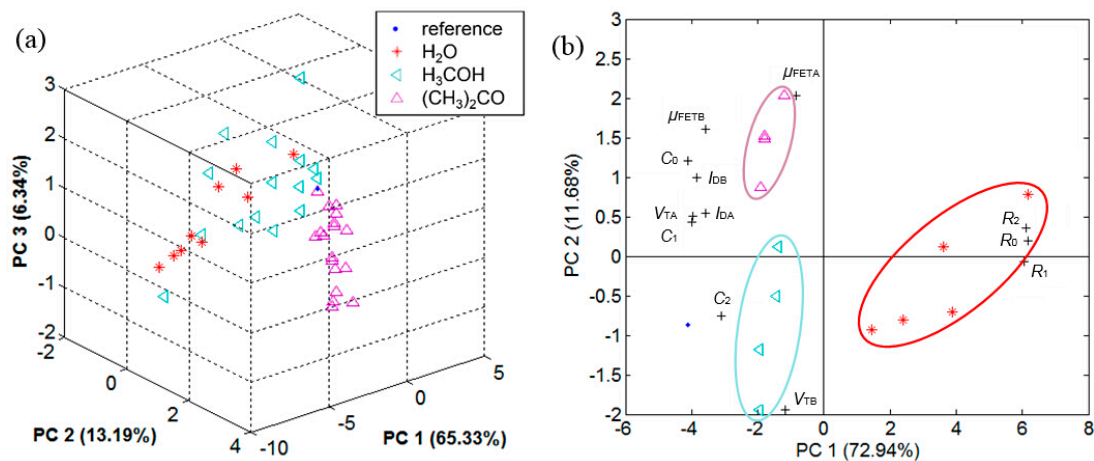 (a)
reference
H₂O
H₃COH
(CH₃)₂CO
3
2
1
0
-1
-2
-2
0
2
4
-10
-5
0
5
PC 3 (6.34%)
PC 2 (13.19%)
PC 1 (65.33%)
(b)
3
2.5
2
1.5
1
0.5
0
-0.5
-1
-1.5
-2
-6
-4
-2
0
2
4
6
8
PC 2 (11.68%)
PC 1 (72.94%)
μFETA
μFETB
C₀
IDB
VTA
IDA
C₁
C₂
VTB
R₂
R₀
R₁